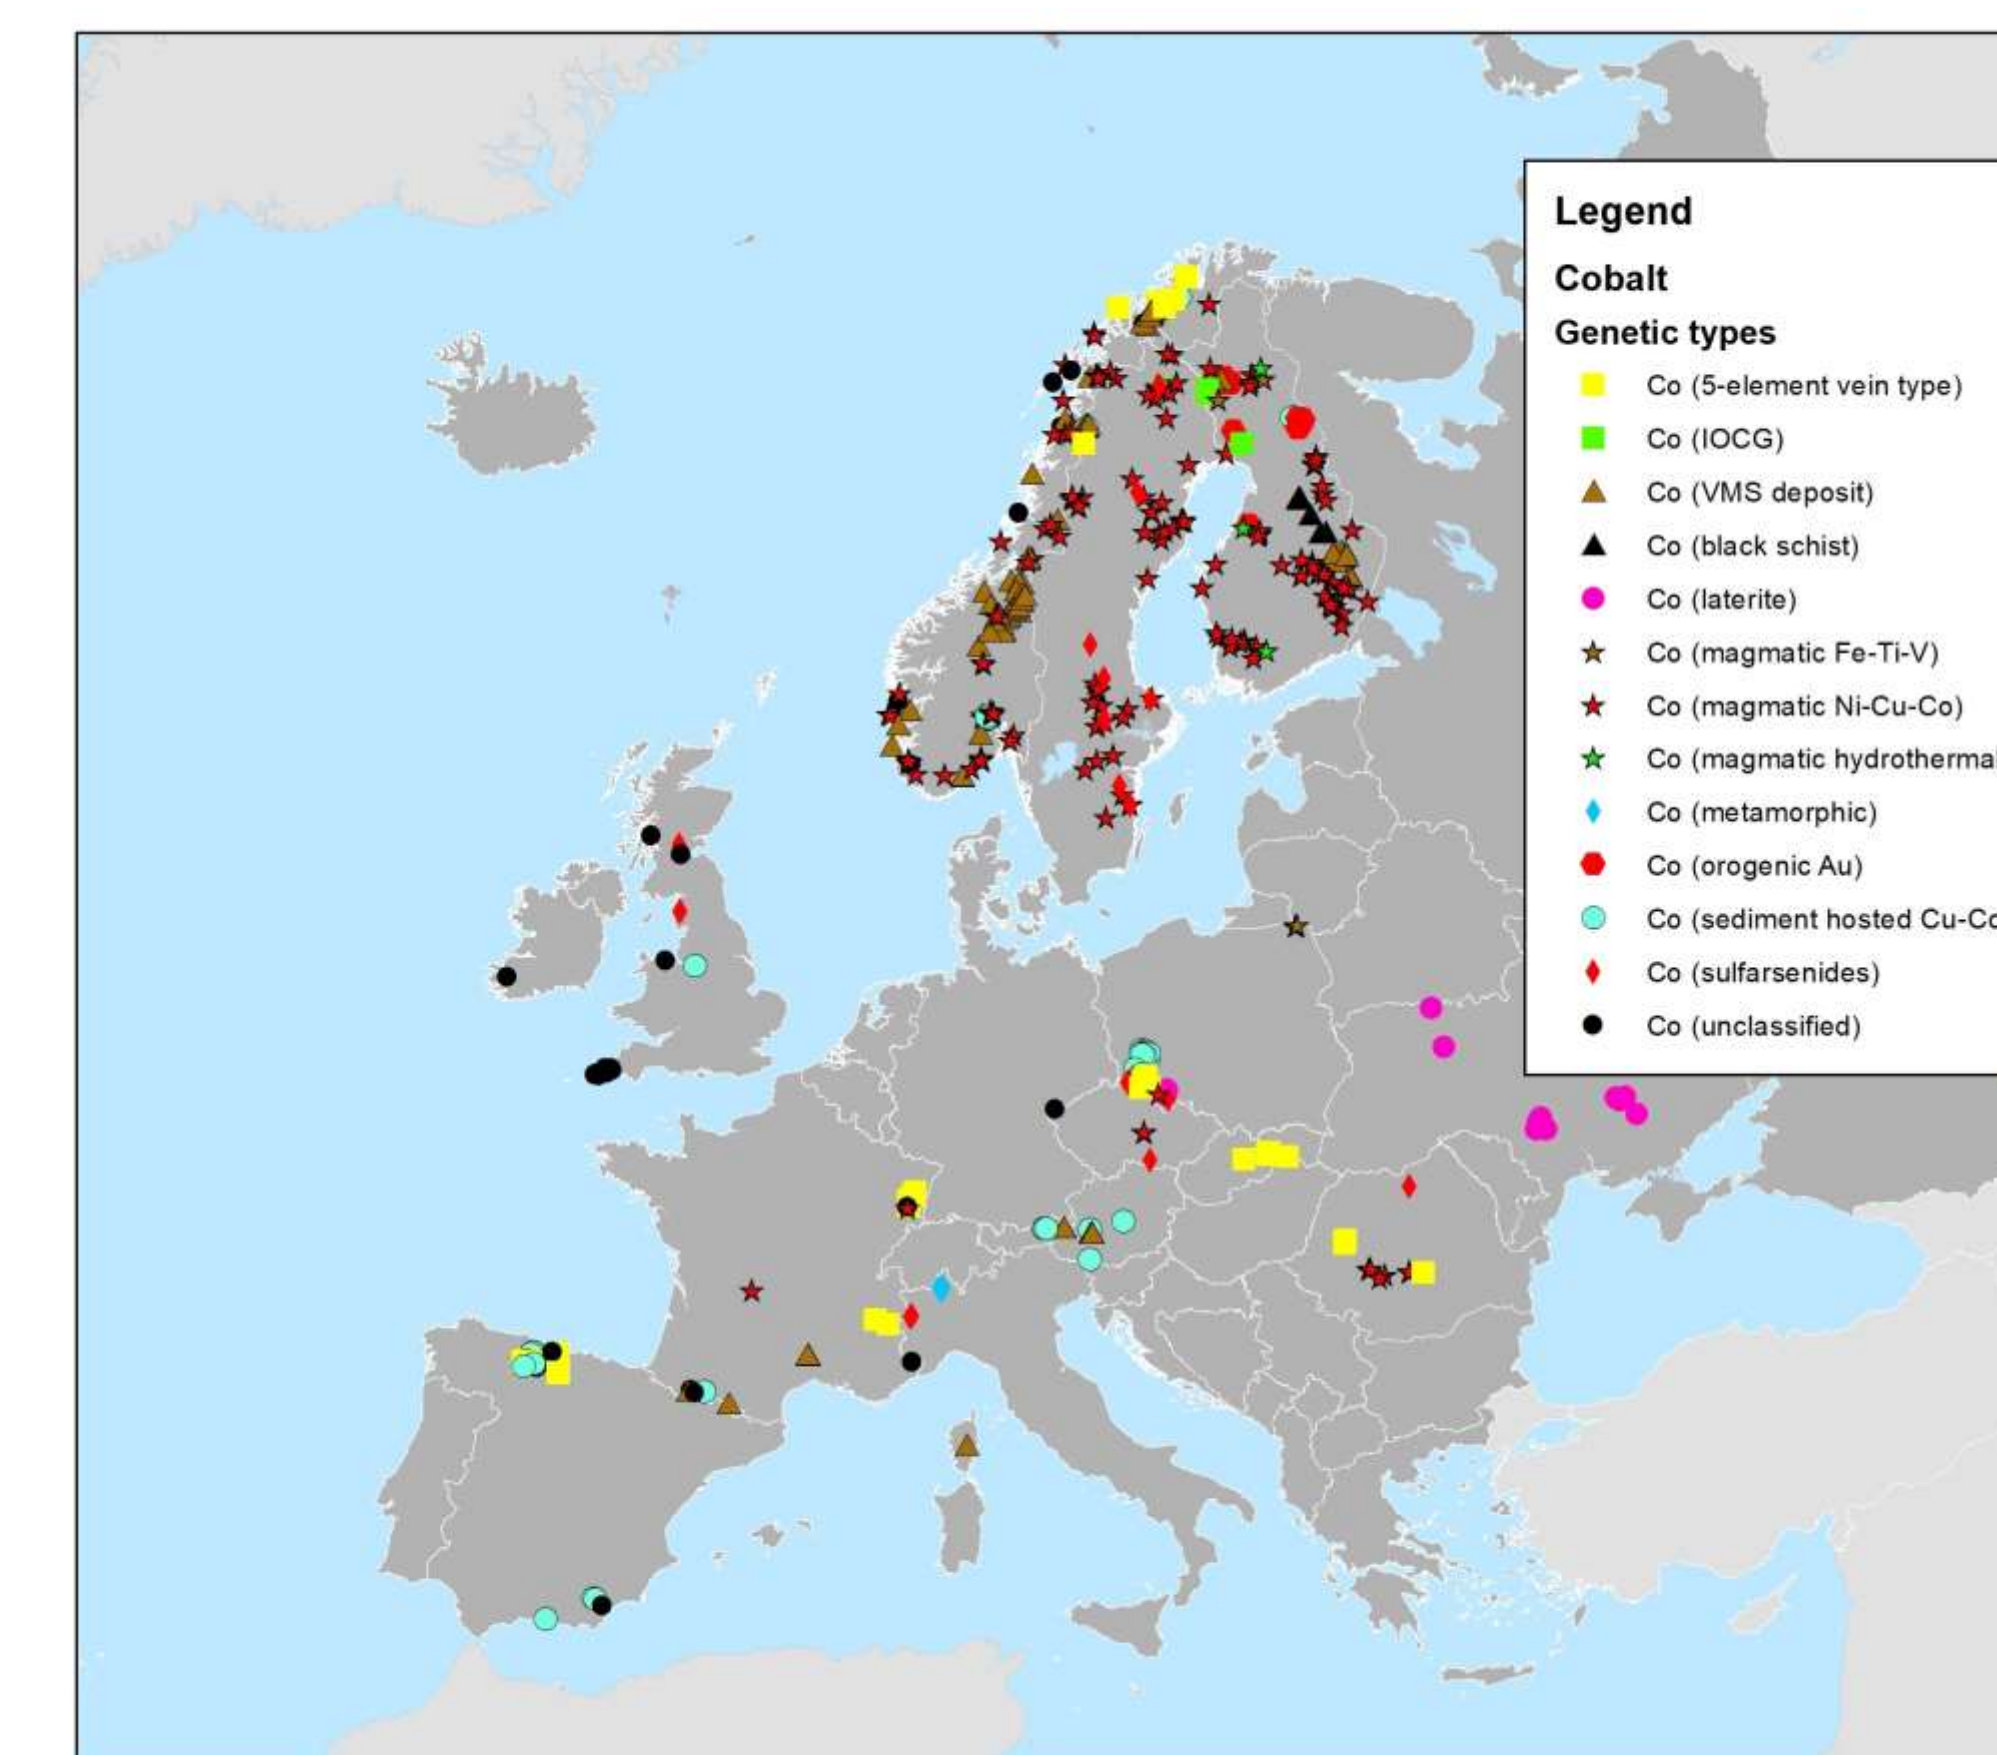 Legend
Cobalt
Genetic types
Co (5-element vein type)
Co (IOCG)
Co (VMS deposit)
Co (black schist)
Co (laterite)
Co (magmatic Fe-Ti-V)
Co (magmatic Ni-Cu-Co)
Co (magmatic hydrothermal
Co (metamorphic)
Co (orogenic Au)
Co (sediment hosted Cu-Co
Co (sulfarsenides)
Co (unclassified)